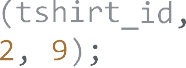 (tshirt_id,
2, 9);